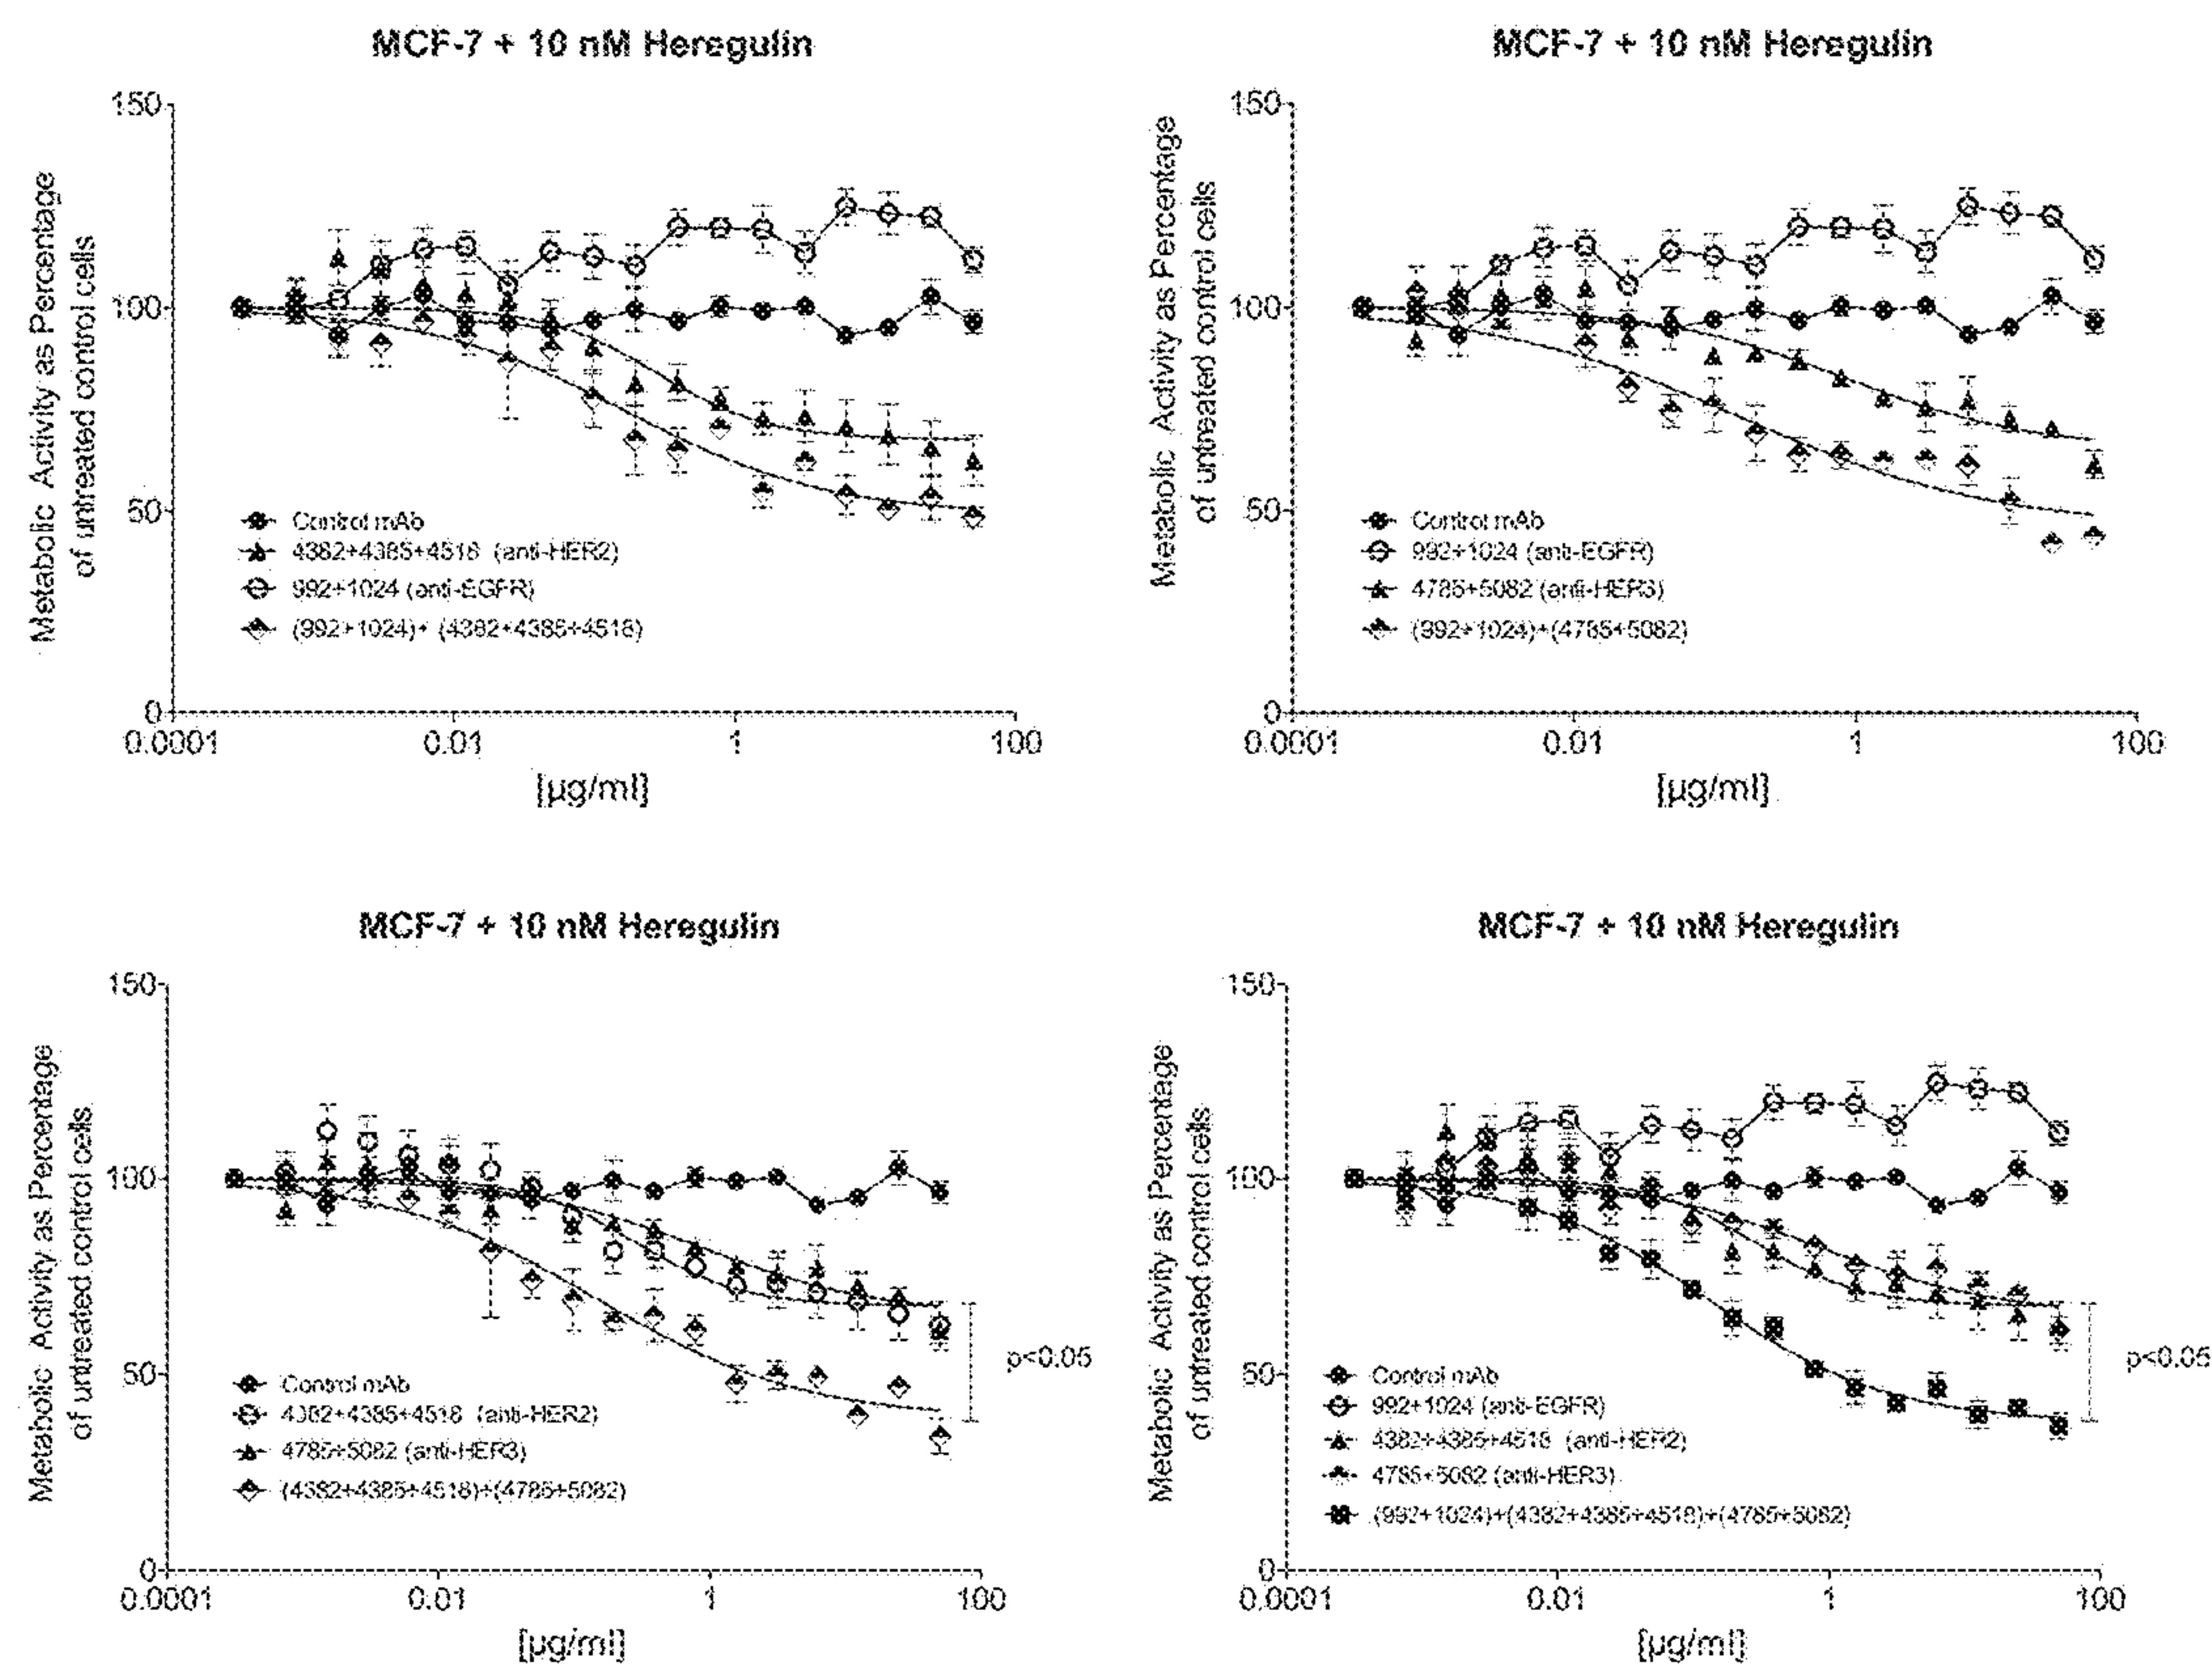 MCF-7 + 10 nM Heregulin
Metabolic Activity as Percentage
of untreated control cells
150
100
50
0
Control mAb
4382+4385+4518 (anti-HER2)
992+1024 (anti-EGFR)
(992+1024)+ (4382+4385+4518)
0.0001
0.01
1
100
[µg/ml]
MCF-7 + 10 nM Heregulin
Metabolic Activity as Percentage
of untreated control cells
150
100
50
0
Control mAb
992+1024 (anti-EGFR)
4785+5082 (anti-HER3)
(992+1024)+(4785+5082)
0.0001
0.01
1
100
[µg/ml]
MCF-7 + 10 nM Heregulin
Metabolic Activity as Percentage
of untreated control cells
150
100
50
0
Control mAb
4382+4385+4518 (anti-HER2)
4785+5082 (anti-HER3)
(4382+4385+4518)+(4785+5082)
p<0.05
0.0001
0.01
1
100
[µg/ml]
MCF-7 + 10 nM Heregulin
Metabolic Activity as Percentage
of untreated control cells
150
100
50
0
Control mAb
992+1024 (anti-EGFR)
4382+4385+4518 (anti-HER2)
4785+5082 (anti-HER3)
(992+1024)+(4382+4385+4518)+(4785+5082)
p<0.05
0.0001
0.01
1
100
[µg/ml]